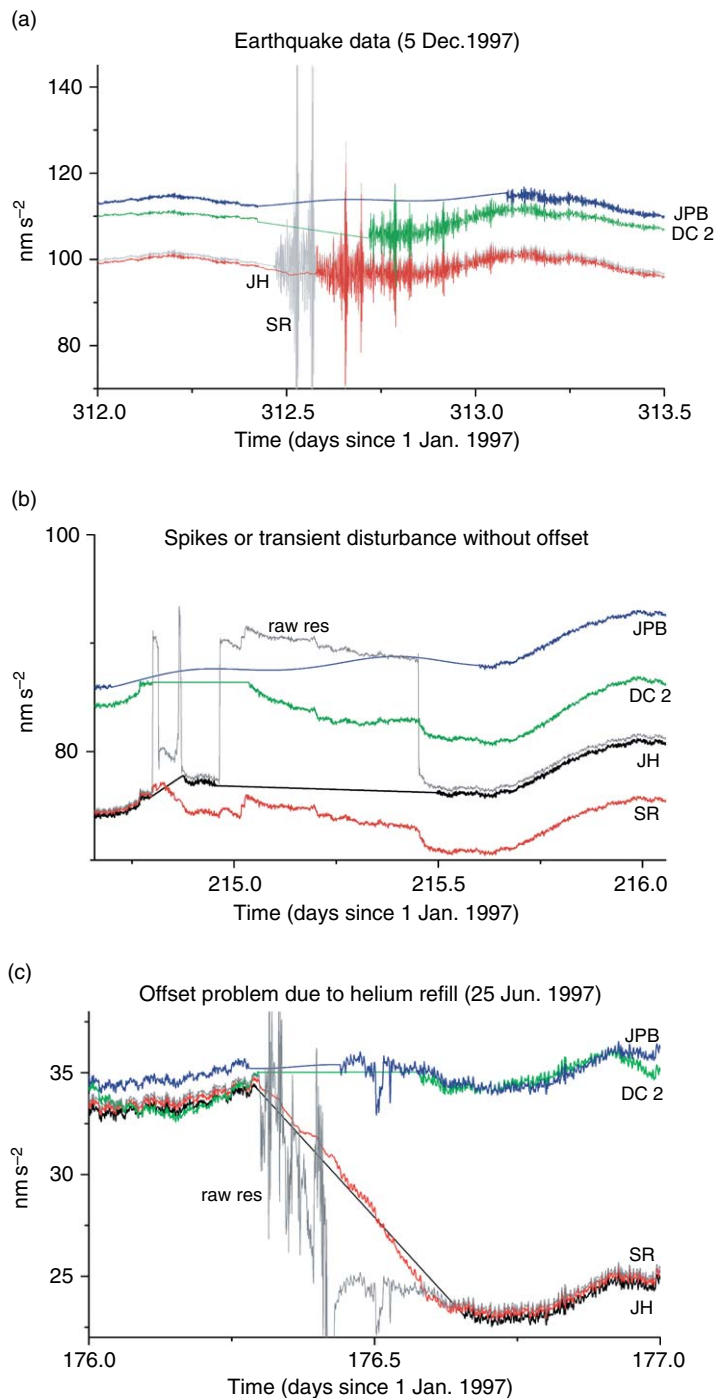 (a)
Earthquake data (5 Dec.1997)
140
120
100
80
nm s⁻²
JPB
DC 2
JH
SR
312.0 312.5 313.0 313.5
Time (days since 1 Jan. 1997)
(b)
Spikes or transient disturbance without offset
100
80
nm s⁻²
raw res
JPB
DC 2
JH
SR
215.0 215.5 216.0
Time (days since 1 Jan. 1997)
(c)
Offset problem due to helium refill (25 Jun. 1997)
35
30
25
nm s⁻²
JPB
DC 2
raw res
SR
JH
176.0 176.5 177.0
Time (days since 1 Jan. 1997)